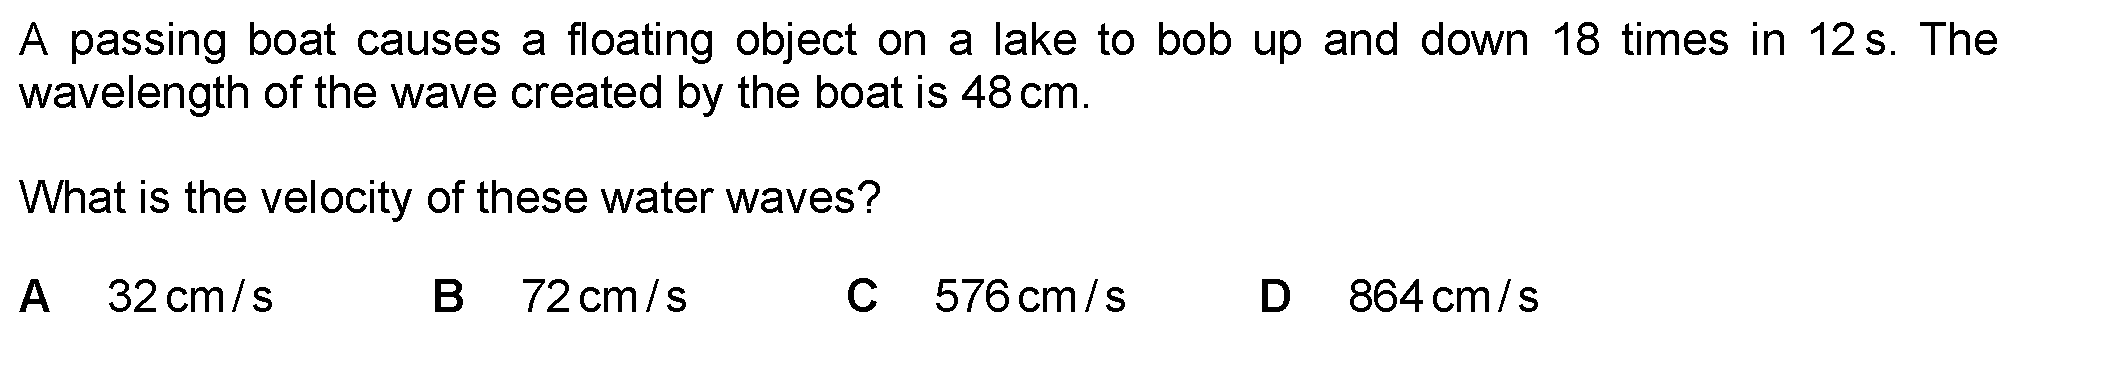 A passing boat causes a floating object on a lake to bob up and down 18 times in 12 s. The
wavelength of the wave created by the boat is 48 cm.
What is the velocity of these water waves?
A 32 cm / s B 72 cm / s C 576 cm / s D 864 cm / s